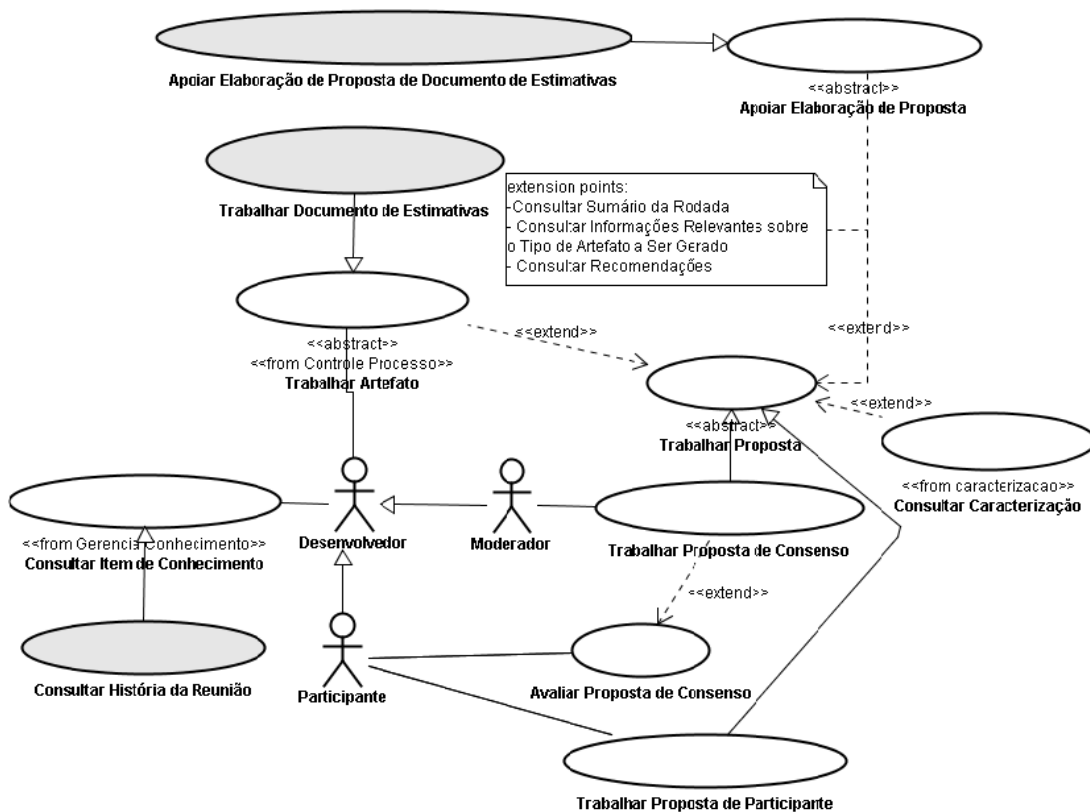 Apoiar Elaboração de Proposta de Documento de Estimativas
<<abstract>>
Apoiar Elaboração de Proposta
Trabalhar Documento de Estimativas
extension points:
-Consultar Sumário da Rodada
- Consultar Informações Relevantes sobre
o Tipo de Artefato a Ser Gerado
- Consultar Recomendações
<<abstract>>
<<from Controle Processo>>
Trabalhar Artefato
<<extend>>
<<extend>>
<<extend>>
<<abstract>>
Trabalhar Proposta
<<from caracterizacao>>
Consultar Caracterização
<<from Gerencia Conhecimento>>
Consultar Item de Conhecimento
Desenvolvedor
Moderador
Trabalhar Proposta de Consenso
<<extend>>
Consultar História da Reunião
Participante
Avaliar Proposta de Consenso
Trabalhar Proposta de Participante